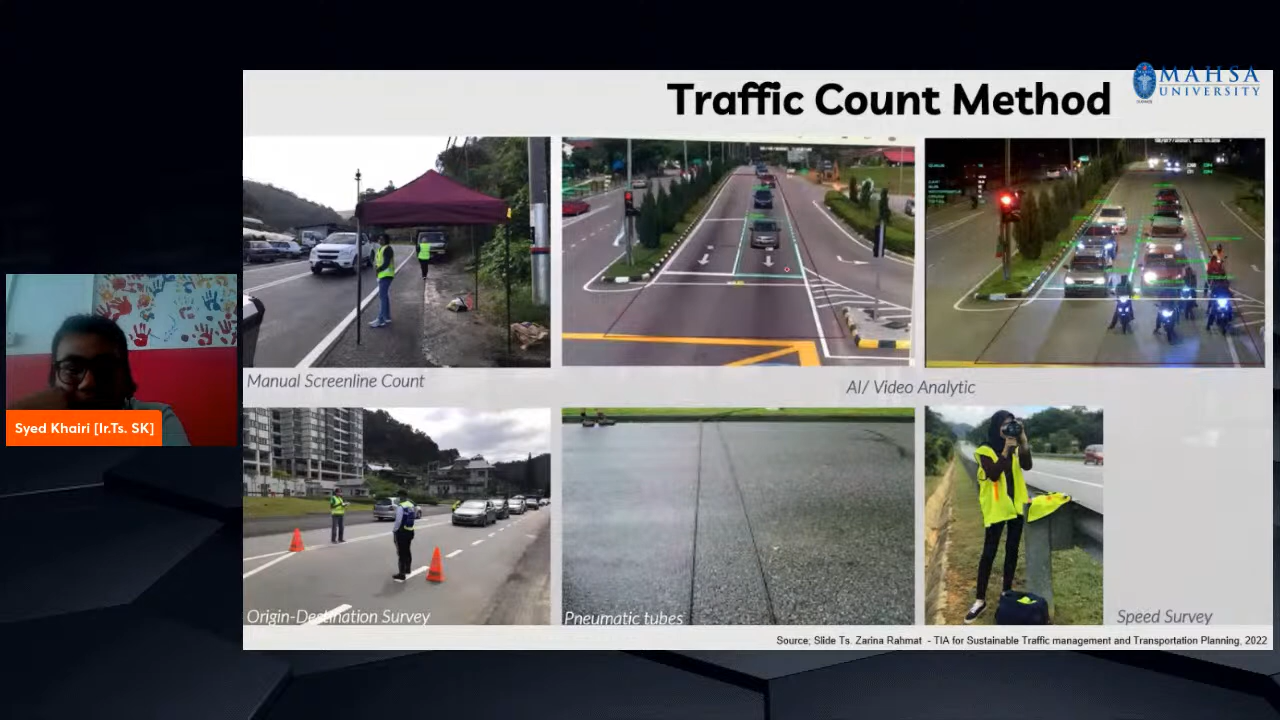 Traffic Count Method
MAHSA
UNIVERSITY
Manual Screenline Count
AI/ Video Analytic
Syed Khairi [Ir.Ts. SK]
Origin-Destination Survey
Pneumatic tubes
Speed Survey
Source; Slide Ts. Zarina Rahmat - TIA for Sustainable Traffic management and Transportation Planning, 2022